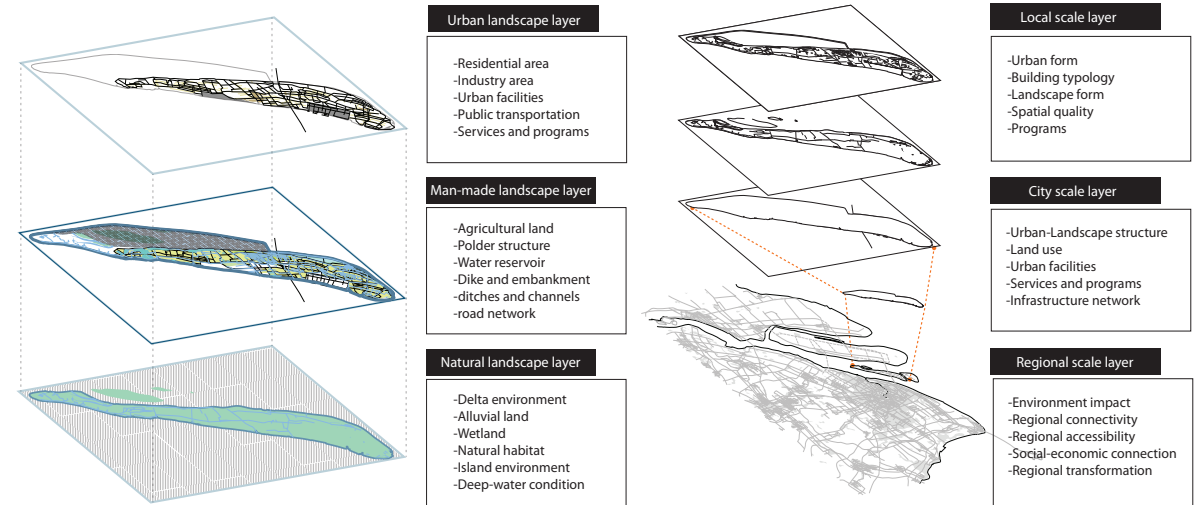 Urban landscape layer
-Residential area
-Industry area
-Urban facilities
-Public transportation
-Services and programs
Man-made landscape layer
-Agricultural land
-Polder structure
-Water reservoir
-Dike and embankment
-ditches and channels
-road network
Natural landscape layer
-Delta environment
-Alluvial land
-Wetland
-Natural habitat
-Island environment
-Deep-water condition
Local scale layer
-Urban form
-Building typology
-Landscape form
-Spatial quality
-Programs
City scale layer
-Urban-Landscape structure
-Land use
-Urban facilities
-Services and programs
-Infrastructure network
Regional scale layer
-Environment impact
-Regional connectivity
-Regional accessibility
-Social-economic connection
-Regional transformation